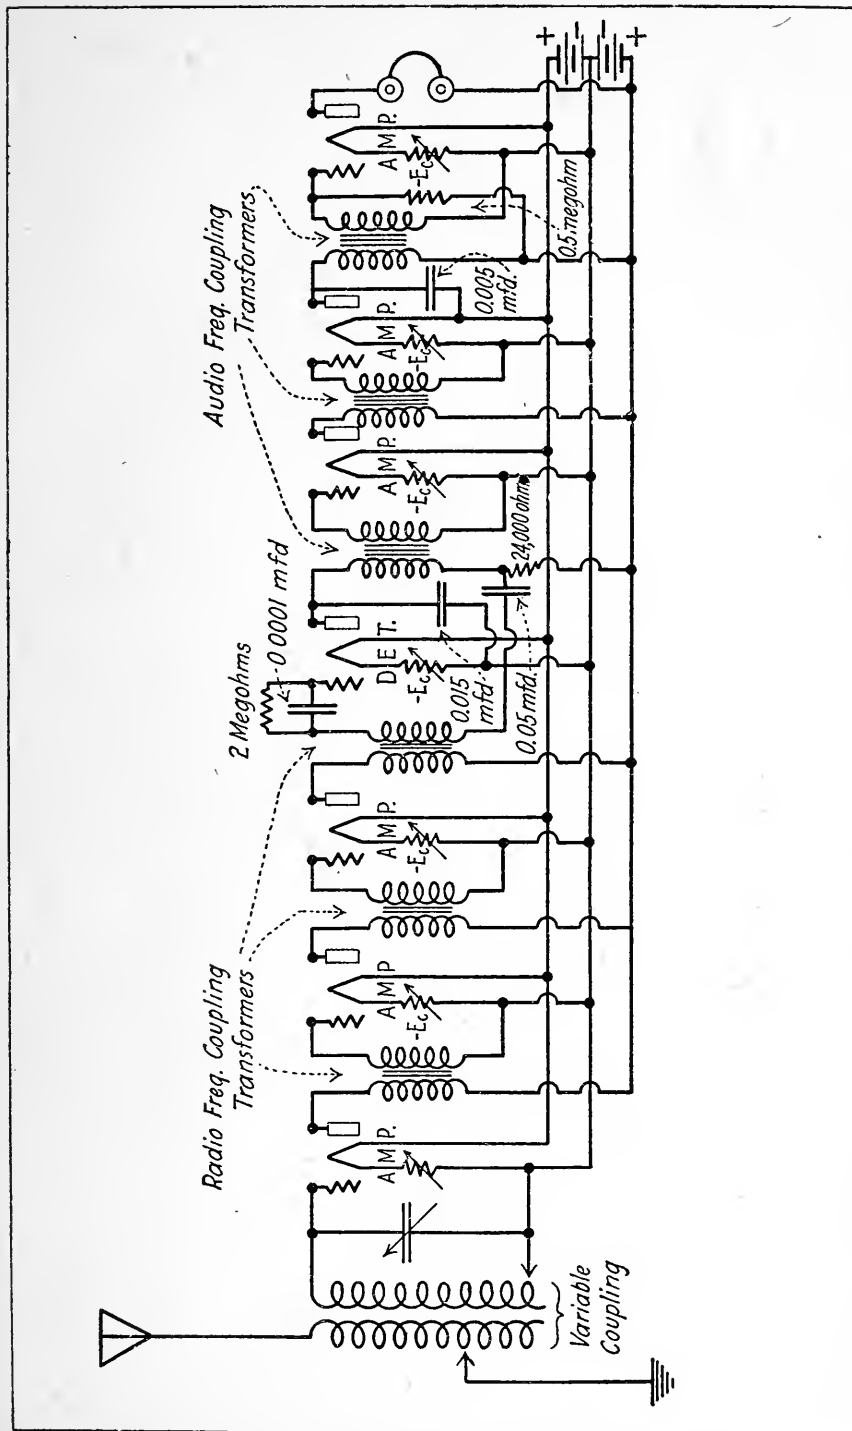 Radio Freq. Coupling
Transformers
2 Megohms
0.0001 mfd
Audio Freq. Coupling
Transformers
AMP.
AMP
-Ec
AMP.
-Ec
DET.
-Ec
0.015
mfd.
0.05 mfd.
24,000 ohms
AMP.
-Ec
AMP.
-Ec
0.005
mfd.
0.5 megohm
AMP.
-Ec
+
-
-
+
Variable
Coupling